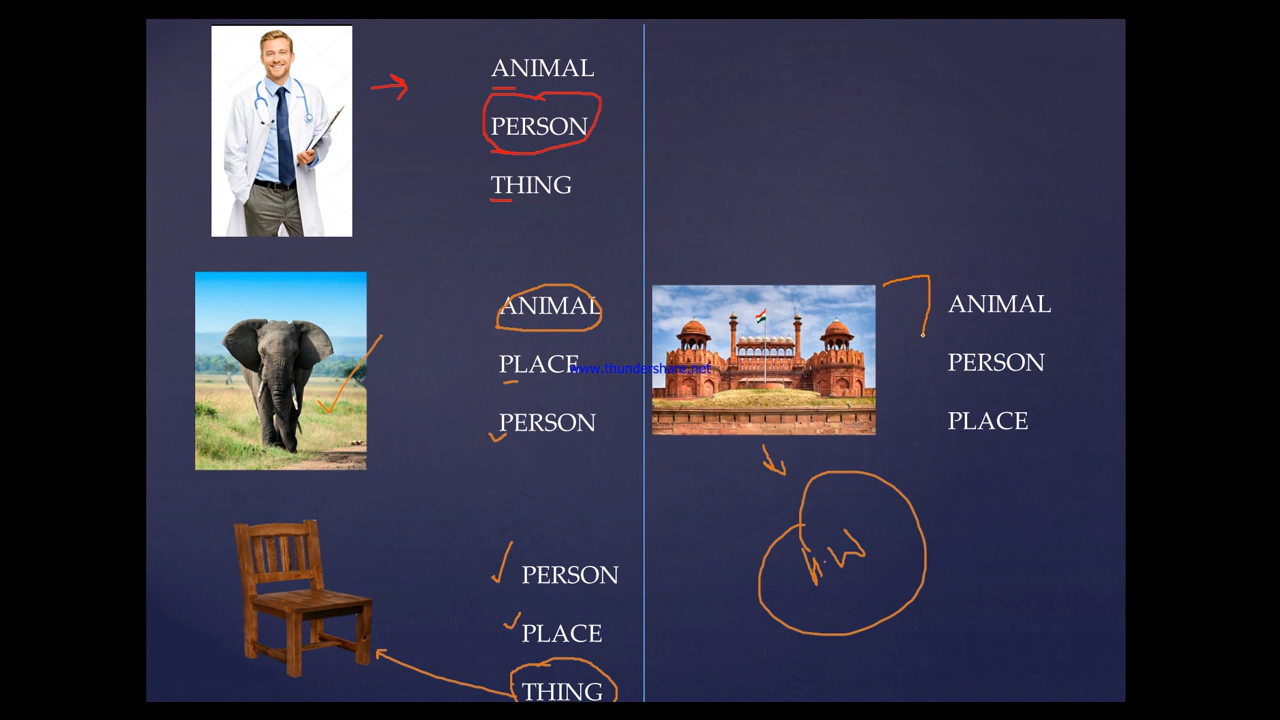 ANIMAL
PERSON
THING
ANIMAL
PLACE
PERSON
www.thundershare.net
PERSON
PLACE
THING
ANIMAL
PERSON
PLACE
H.W